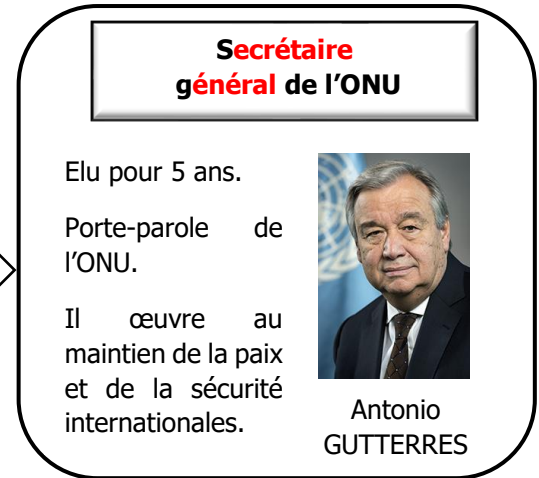 Secrétaire
général de l’ONU
Elu pour 5 ans.
Porte-parole de
l’ONU.
Il œuvre au
maintien de la paix
et de la sécurité
internationales.
Antonio
GUTTERRES